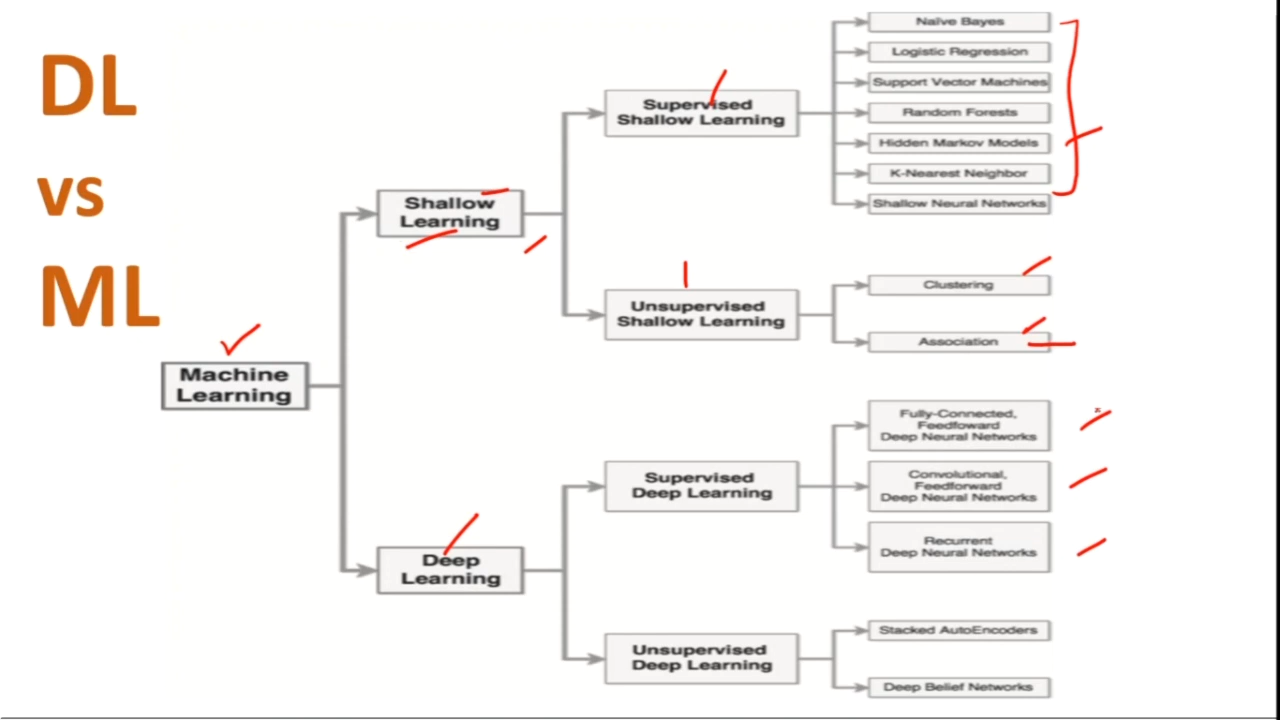 DL
vs
ML
Machine
Learning
Shallow
Learning
Deep
Learning
Supervised
Shallow Learning
Unsupervised
Shallow Learning
Supervised
Deep Learning
Unsupervised
Deep Learning
Naïve Bayes
Logistic Regression
Support Vector Machines
Random Forests
Hidden Markov Models
K-Nearest Neighbor
Shallow Neural Networks
Clustering
Association
Fully-Connected,
Feedfoward
Deep Neural Networks
Convolutional,
Feedforward
Deep Neural Networks
Recurrent
Deep Neural Networks
Stacked AutoEncoders
Deep Belief Networks